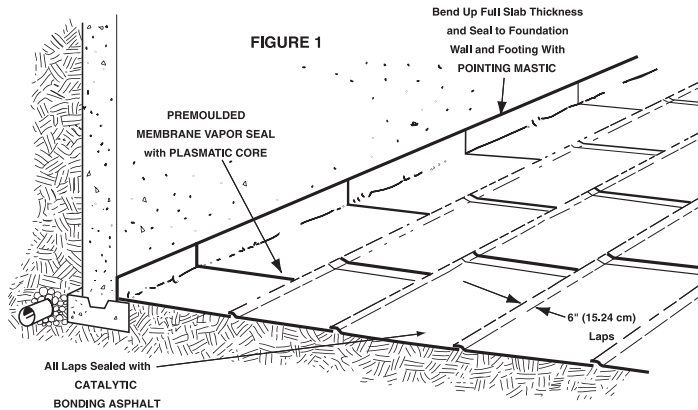 Bend Up Full Slab Thickness
and Seal to Foundation
Wall and Footing With
POINTING MASTIC
FIGURE 1
PREMOULDED
MEMBRANE VAPOR SEAL
with PLASMATIC CORE
6" (15.24 cm)
Laps
All Laps Sealed with
CATALYTIC
BONDING ASPHALT